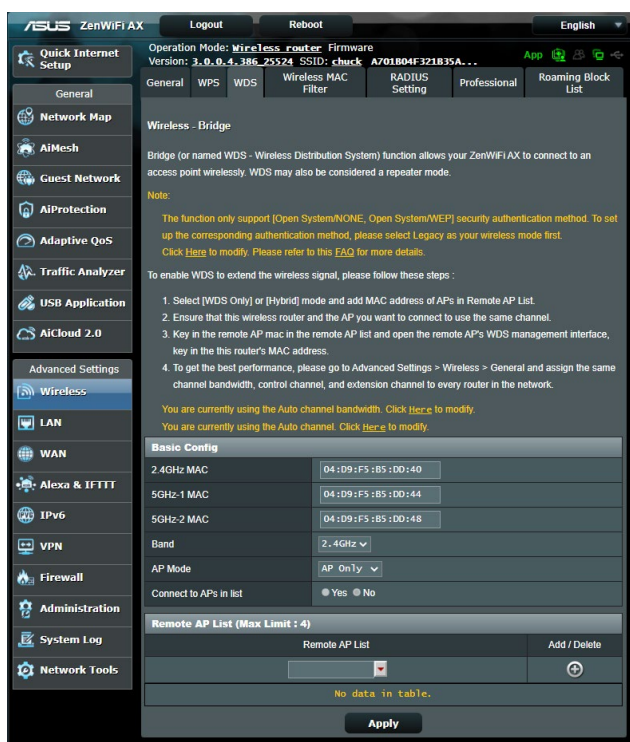 ASUS ZenWiFi AX Logout Reboot English
Quick Internet Setup
General
Network Map
AiMesh
Guest Network
AiProtection
Adaptive QoS
Traffic Analyzer
USB Application
AiCloud 2.0
Advanced Settings
Wireless
LAN
WAN
Alexa & IFTTT
IPv6
VPN
Firewall
Administration
System Log
Network Tools
Operation Mode: Wireless router Firmware
Version: 3.0.0.4.386_25524 SSID: chuck A701B04F321B35A...
App
General WPS WDS Wireless MAC Filter RADIUS Setting Professional Roaming Block List
Wireless - Bridge
Bridge (or named WDS - Wireless Distribution System) function allows your ZenWiFi AX to connect to an
access point wirelessly. WDS may also be considered a repeater mode.
Note:
The function only support [Open System/NONE, Open System/WEP] security authentication method. To set
up the corresponding authentication method, please select Legacy as your wireless mode first.
Click Here to modify. Please refer to this FAQ for more details.
To enable WDS to extend the wireless signal, please follow these steps :
1. Select [WDS Only] or [Hybrid] mode and add MAC address of APs in Remote AP List.
2. Ensure that this wireless router and the AP you want to connect to use the same channel.
3. Key in the remote AP mac in the remote AP list and open the remote AP's WDS management interface,
key in the this router's MAC address.
4. To get the best performance, please go to Advanced Settings > Wireless > General and assign the same
channel bandwidth, control channel, and extension channel to every router in the network.
You are currently using the Auto channel bandwidth. Click Here to modify.
You are currently using the Auto channel. Click Here to modify.
Basic Config
2.4GHz MAC 04:D9:F5:B5:DD:40
5GHz-1 MAC 04:D9:F5:B5:DD:44
5GHz-2 MAC 04:D9:F5:B5:DD:48
Band 2.4GHz
AP Mode AP Only
Connect to APs in list Yes No
Remote AP List (Max Limit : 4)
Remote AP List Add / Delete
No data in table.
Apply